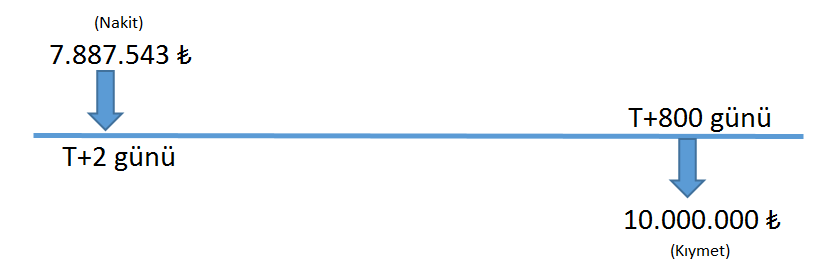 (Nakit)
7.887.543 ₺
T+2 günü
T+800 günü
10.000.000 ₺
(Kıymet)